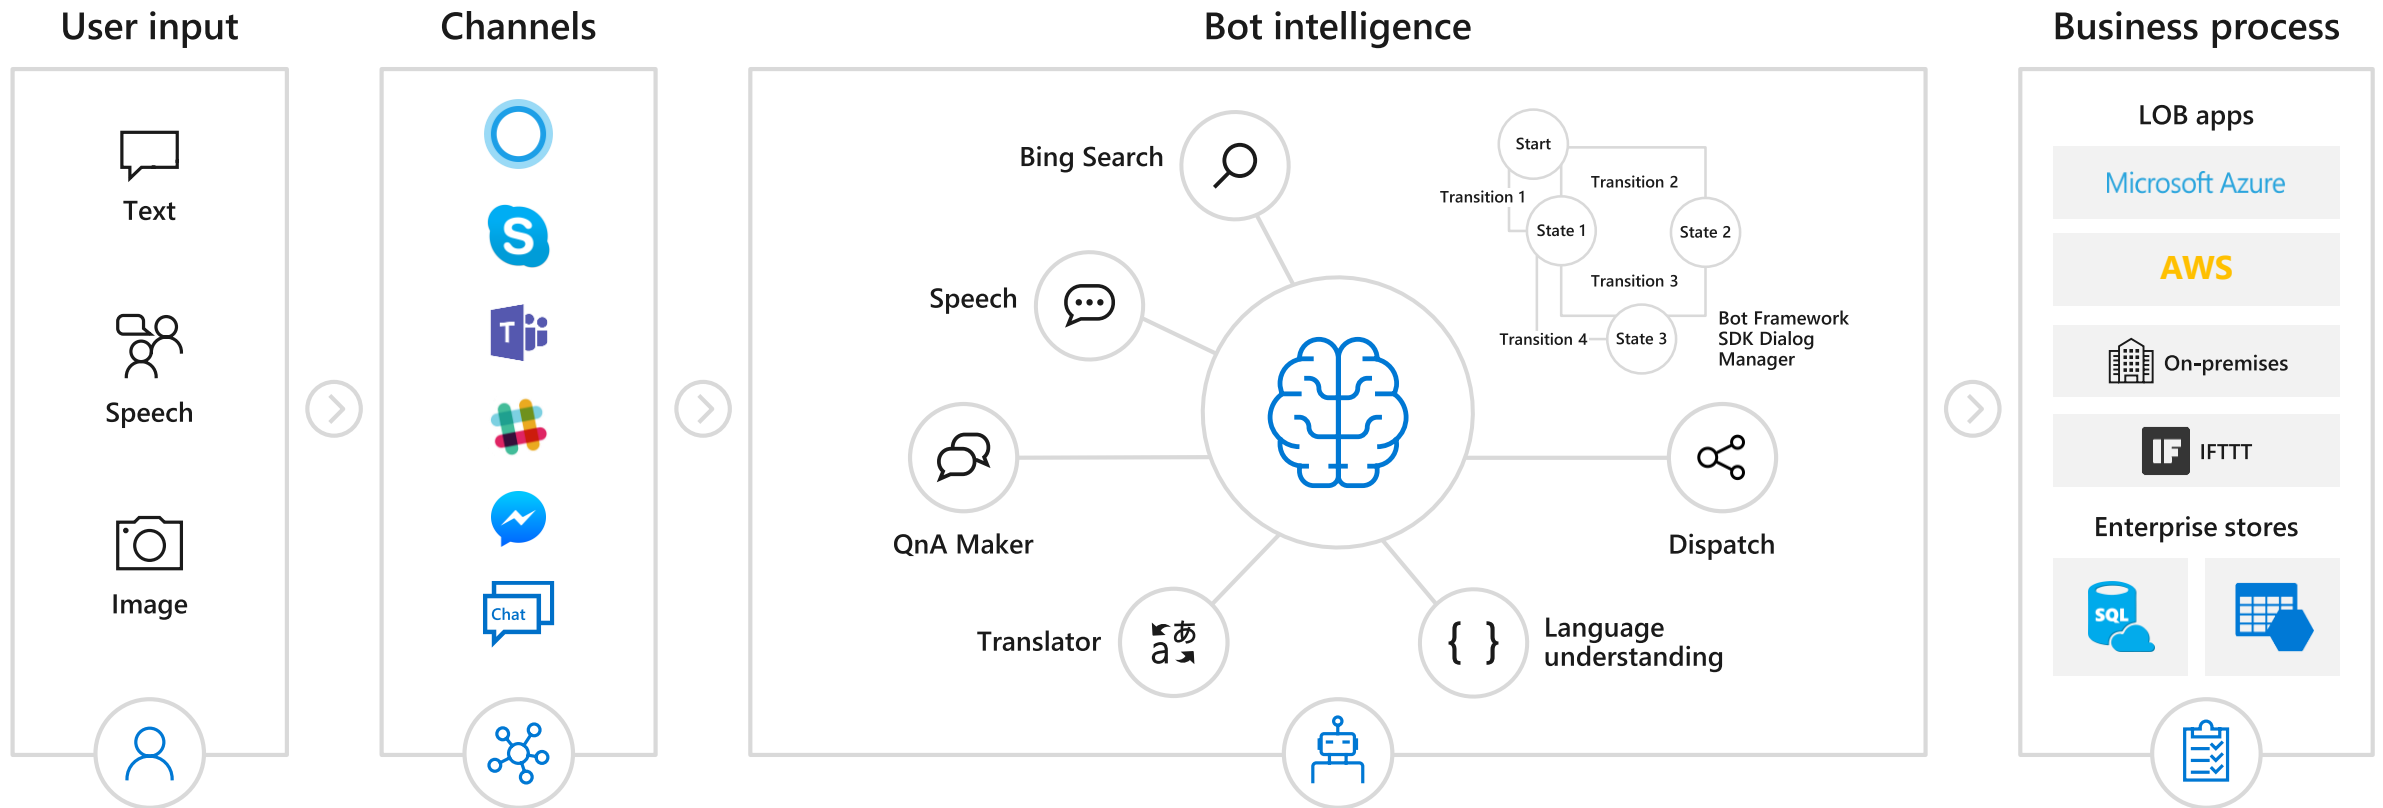 User input
Text
Speech
Image
Channels
S
T
Chat
Bot intelligence
Bing Search
Speech
QnA Maker
Translator
あ
a
{ }
Language
understanding
Dispatch
Start
Transition 1
Transition 2
State 1
State 2
Transition 3
Transition 4
State 3
Bot Framework
SDK Dialog
Manager
Business process
LOB apps
Microsoft Azure
AWS
On-premises
IF IFTTT
Enterprise stores
SQL